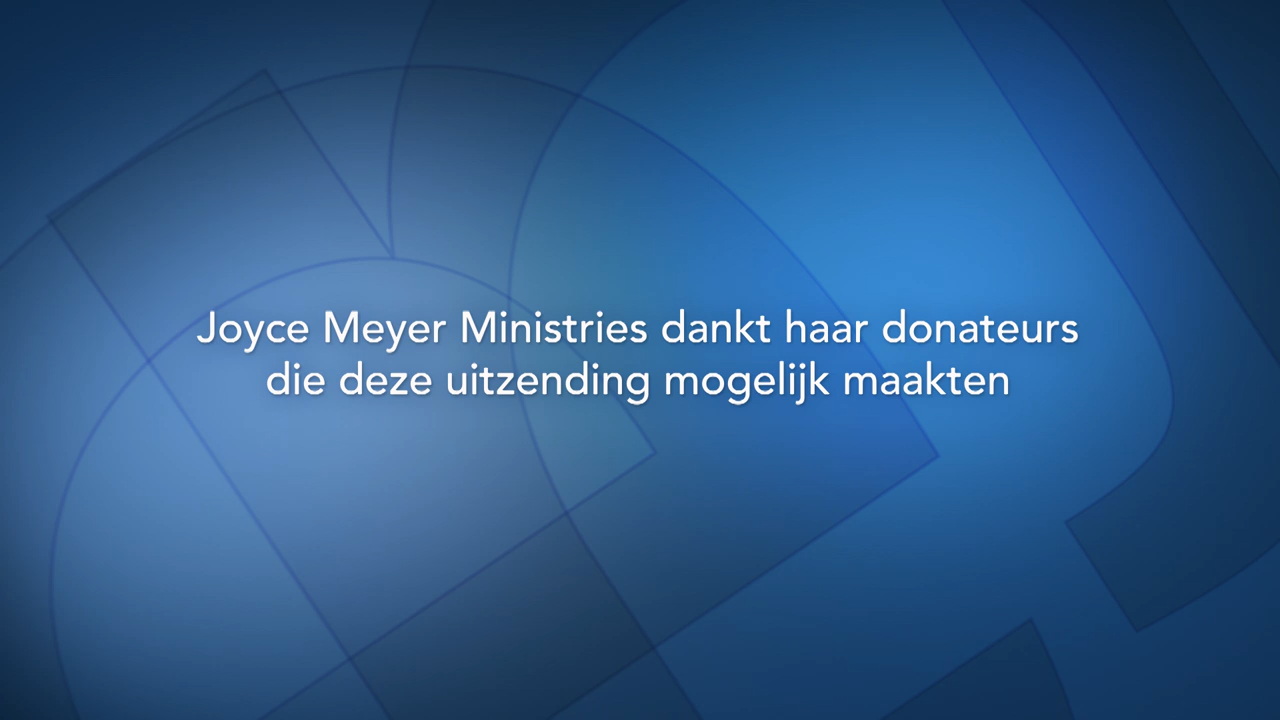 Joyce Meyer Ministries dankt haar donateurs
die deze uitzending mogelijk maakten